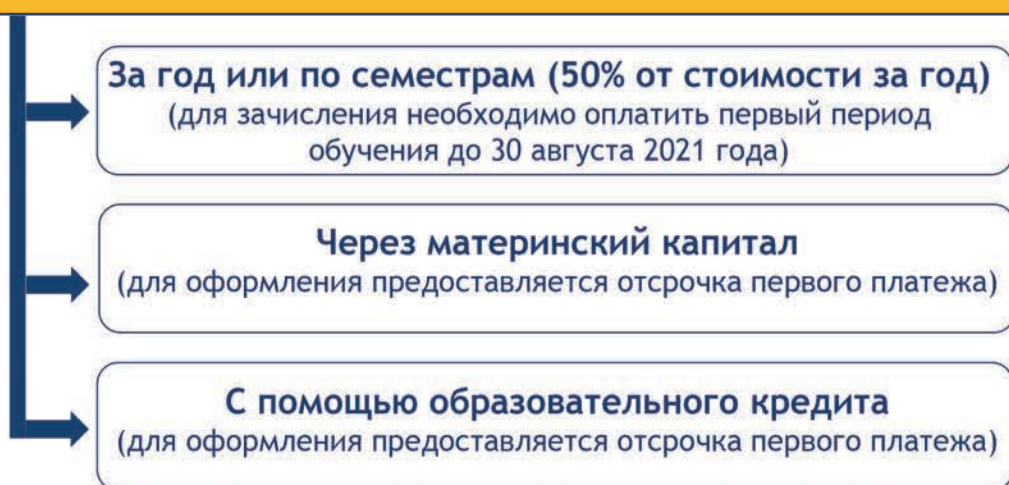 За год или по семестрам (50% от стоимости за год)
(для зачисления необходимо оплатить первый период
обучения до 30 августа 2021 года)
Через материнский капитал
(для оформления предоставляется отсрочка первого платежа)
С помощью образовательного кредита
(для оформления предоставляется отсрочка первого платежа)